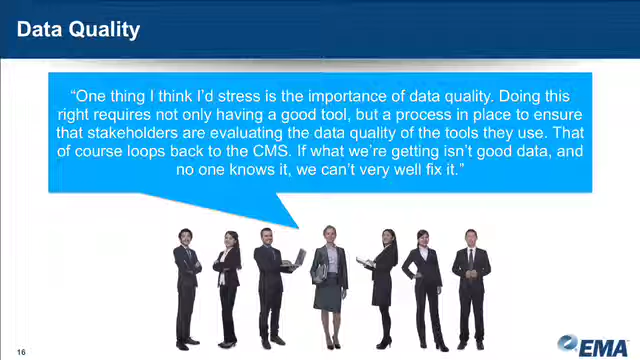 Data Quality
“One thing I think I’d stress is the importance of data quality. Doing this
right requires not only having a good tool, but a process in place to ensure
that stakeholders are evaluating the data quality of the tools they use. That
of course loops back to the CMS. If what we’re getting isn’t good data, and
no one knows it, we can’t very well fix it.”
16
EMA